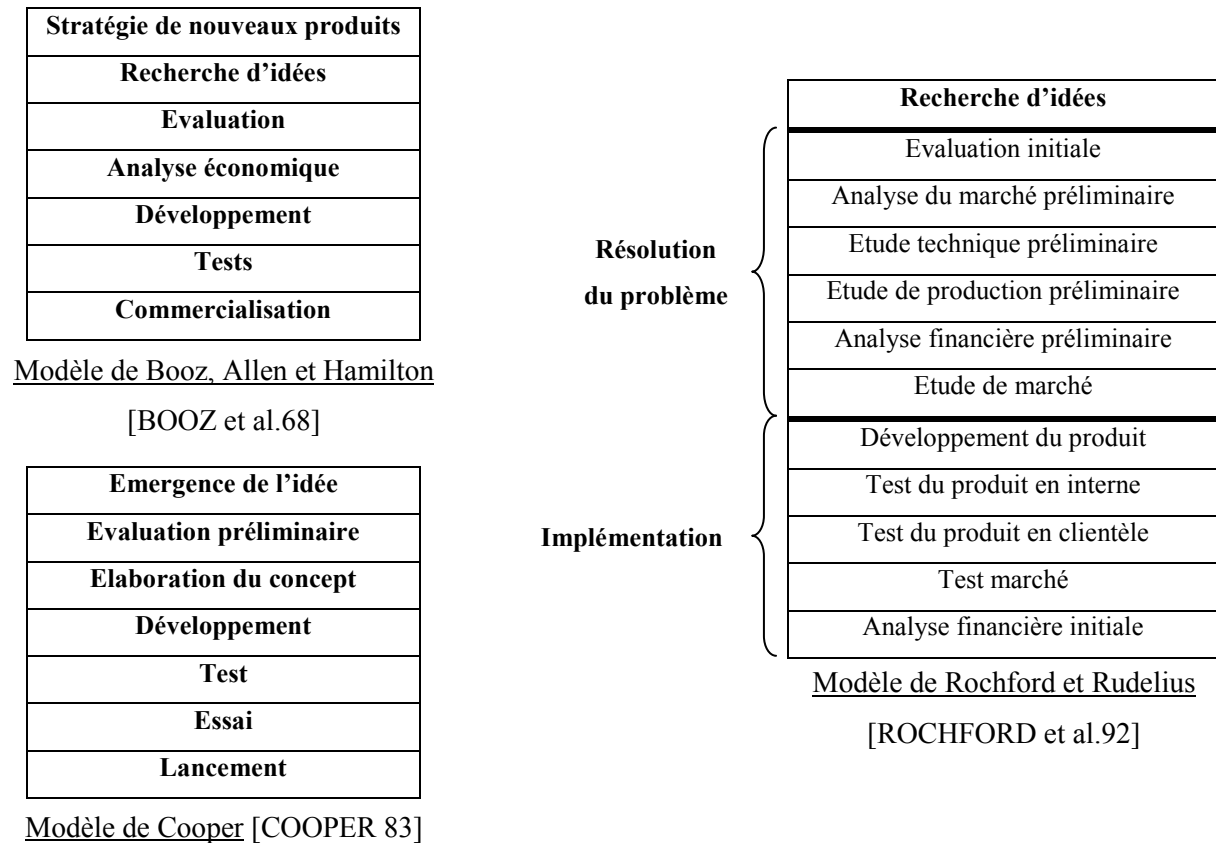 Stratégie de nouveaux produits
Recherche d'idées
Evaluation
Analyse économique
Développement
Tests
Commercialisation
Modèle de Booz, Allen et Hamilton
[BOOZ et al.68]
Emergence de l'idée
Evaluation préliminaire
Elaboration du concept
Développement
Test
Essai
Lancement
Modèle de Cooper [COOPER 83]
Recherche d'idées
Résolution
du problème
Evaluation initiale
Analyse du marché préliminaire
Etude technique préliminaire
Etude de production préliminaire
Analyse financière préliminaire
Etude de marché
Implémentation
Développement du produit
Test du produit en interne
Test du produit en clientèle
Test marché
Analyse financière initiale
Modèle de Rochford et Rudelius
[ROCHFORD et al.92]